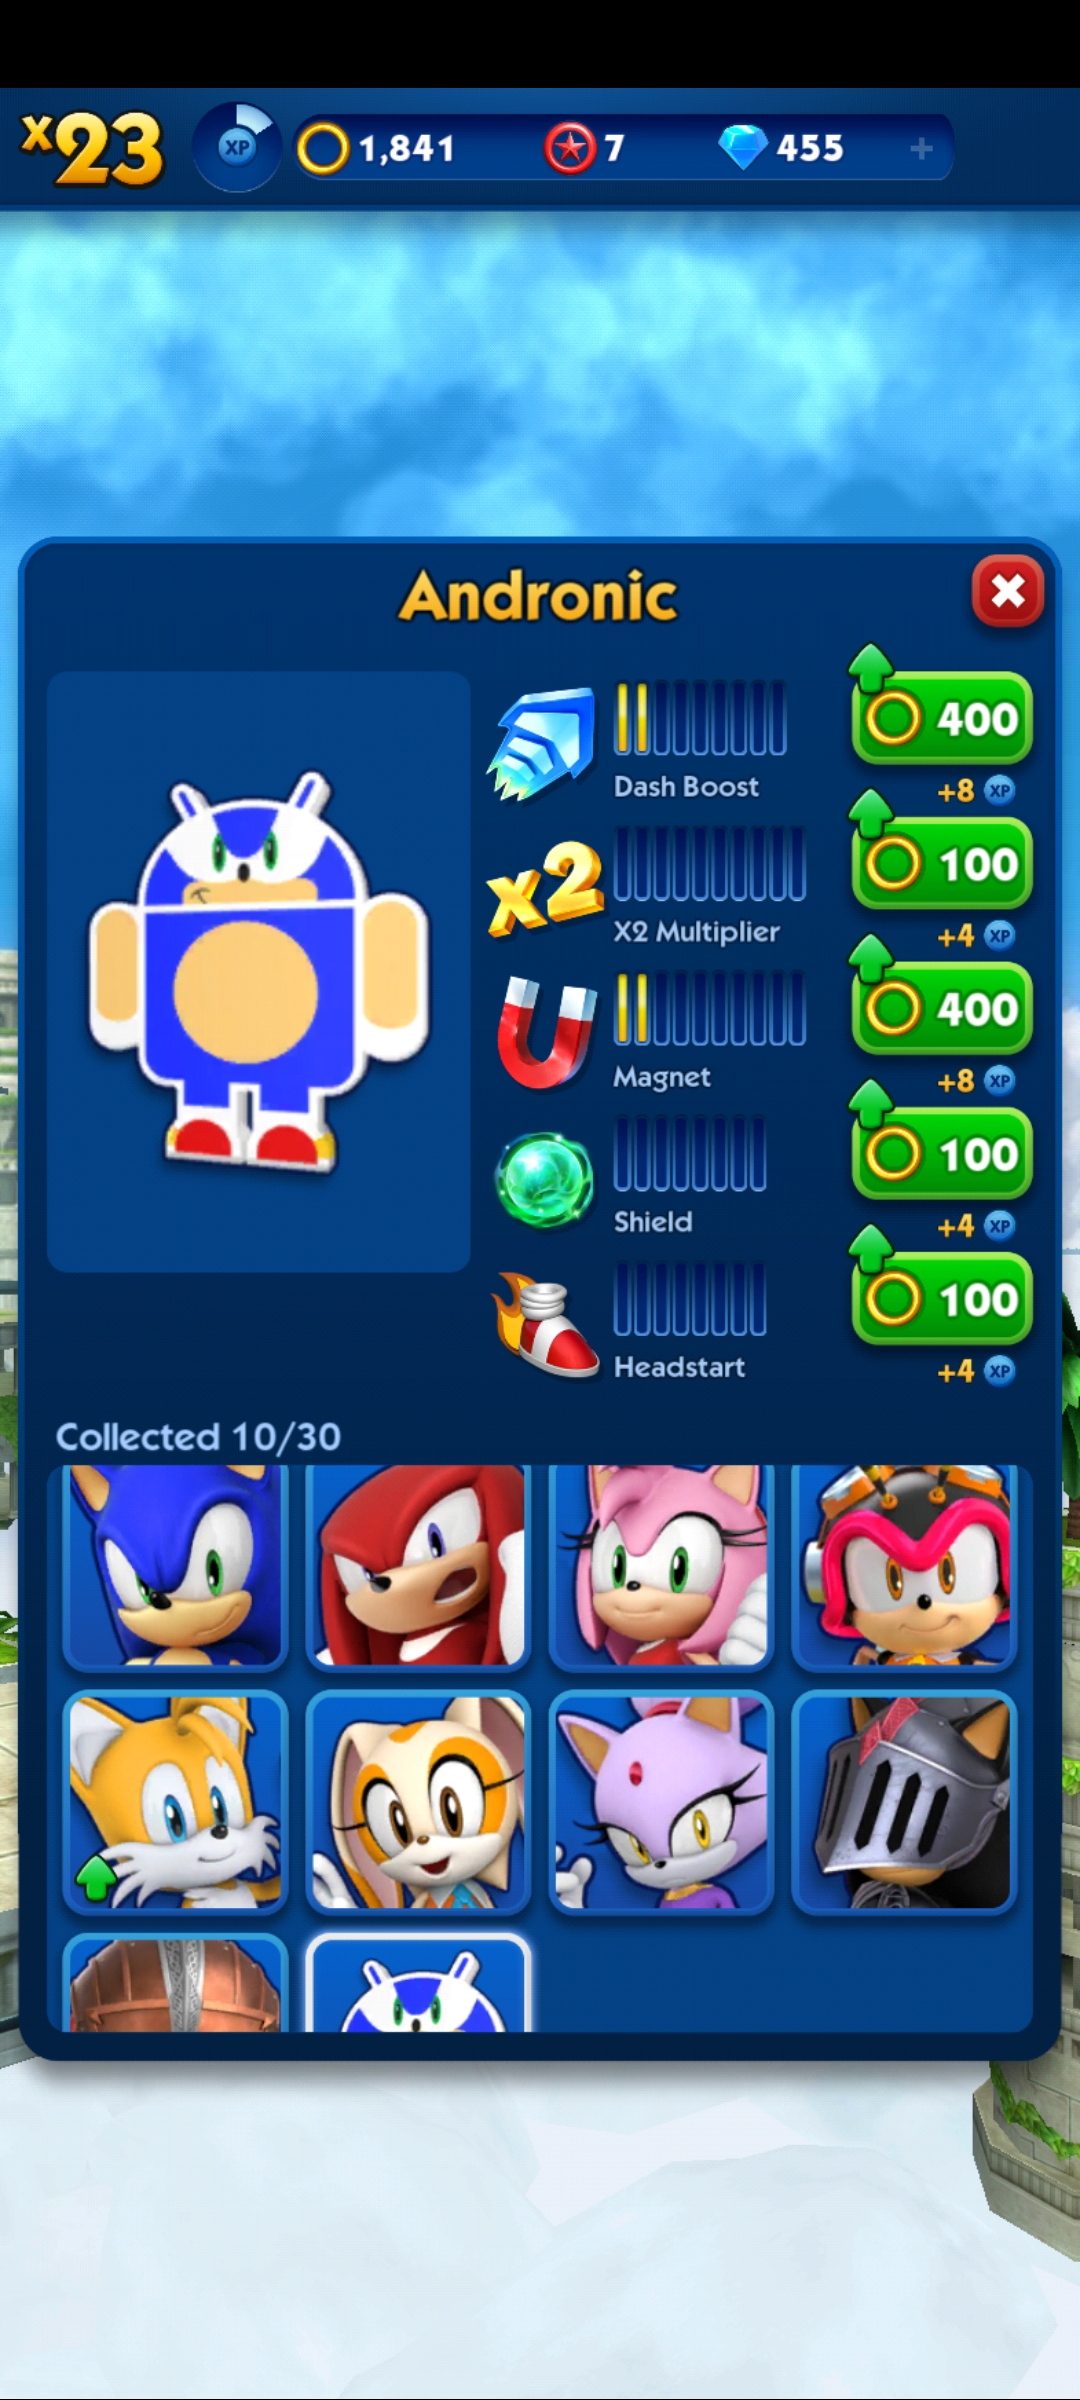 x23 XP 1,841 7 455 +
Andronic
400
Dash Boost
+8 XP
x2
100
X2 Multiplier
+4 XP
400
Magnet
+8 XP
100
Shield
+4 XP
100
Headstart
+4 XP
Collected 10/30